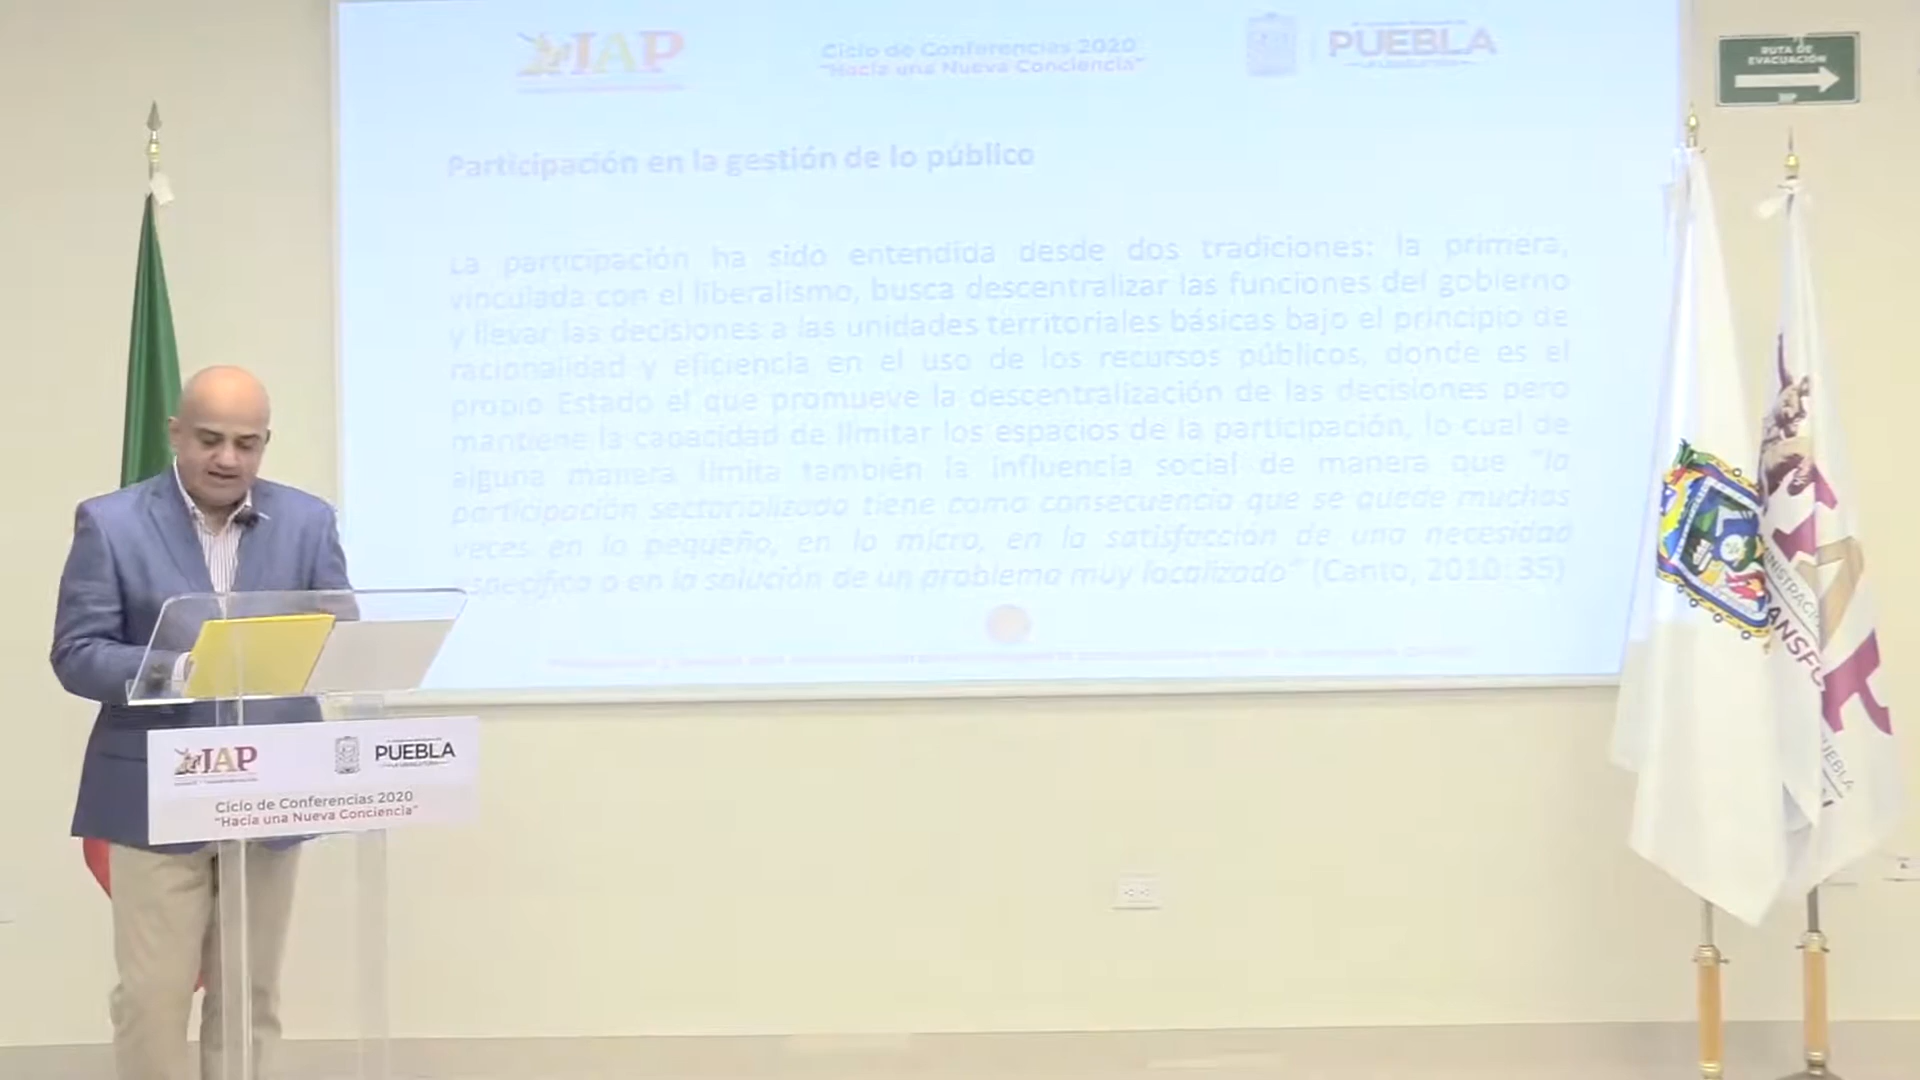 IAP
Ciclo de Conferencias 2020
"Hacia una Nueva Conciencia"
PUEBLA
RUTA DE
EVACUACIÓN
Participación en la gestión de lo público
La participación ha sido entendida desde dos tradiciones: la primera,
vinculada con el liberalismo, busca descentralizar las funciones del gobierno
y llevar las decisiones a las unidades territoriales básicas bajo el principio de
racionalidad y eficiencia en el uso de los recursos públicos, donde es el
propio Estado el que promueve la descentralización de las decisiones pero
mantiene la capacidad de limitar los espacios de la participación, lo cual de
alguna manera limita también la influencia social de manera que "la
participación sectorializada tiene como consecuencia que se quede muchas
veces en lo pequeño, en lo micro, en la satisfacción de una necesidad
específica o en la solución de un problema muy localizado" (Canto, 2010: 35)
IAP
PUEBLA
Ciclo de Conferencias 2020
"Hacia una Nueva Conciencia"